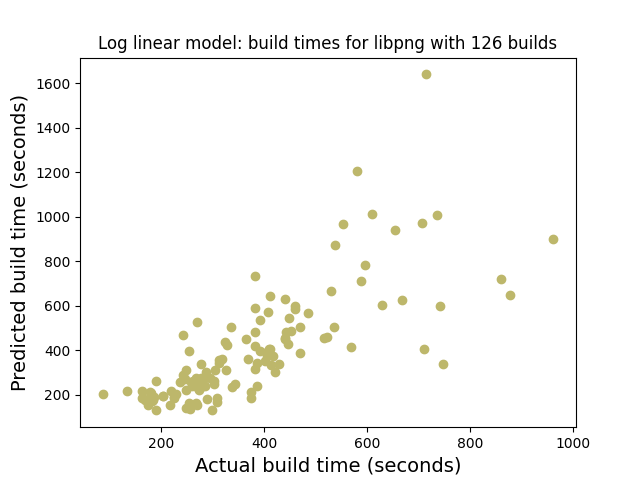 Log linear model: build times for libpng with 126 builds
Predicted build time (seconds)
1600
1400
1200
1000
800
600
400
200
200 400 600 800 1000
Actual build time (seconds)